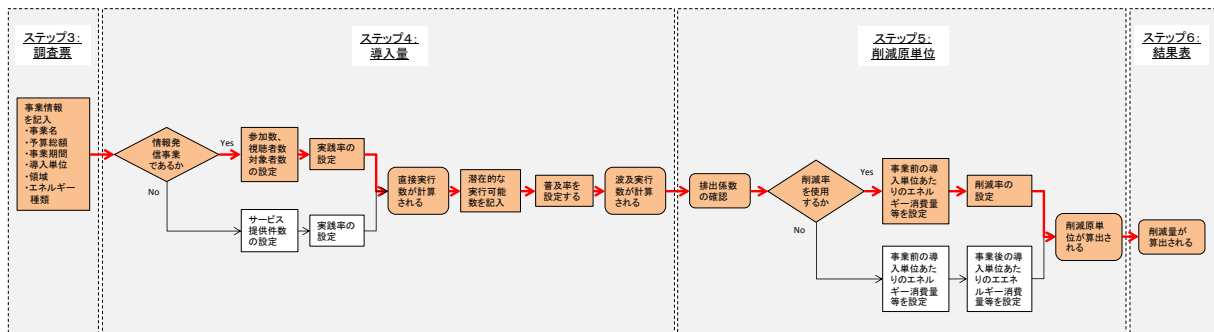 ステップ3:
調査票
事業情報
を記入
・事業名
・予算総額
・事業期間
・導入単位
・領域
・エネルギー
種類
ステップ4:
導入量
情報発
信事業
であるか
Yes
No
参加数、
視聴者数
対象者数
の設定
実践率の
設定
サービス
提供件数
の設定
実践率の
設定
直接実行
数が計算
される
潜在的な
実行可能
数を記入
普及率を
設定する
波及実行
数が計算
される
ステップ5:
削減原単位
排出係数
の確認
削減率
を使用
するか
Yes
No
事業前の導
入単位あた
りのエネル
ギー消費量
等を設定
削減率の
設定
事業前の導
入単位あた
りのエネル
ギー消費量
等を設定
事業後の導
入単位あた
りのエエネ
ルギー消費
量等を設定
削減原単
位が算出さ
れる
ステップ6:
結果表
削減量が
算出される